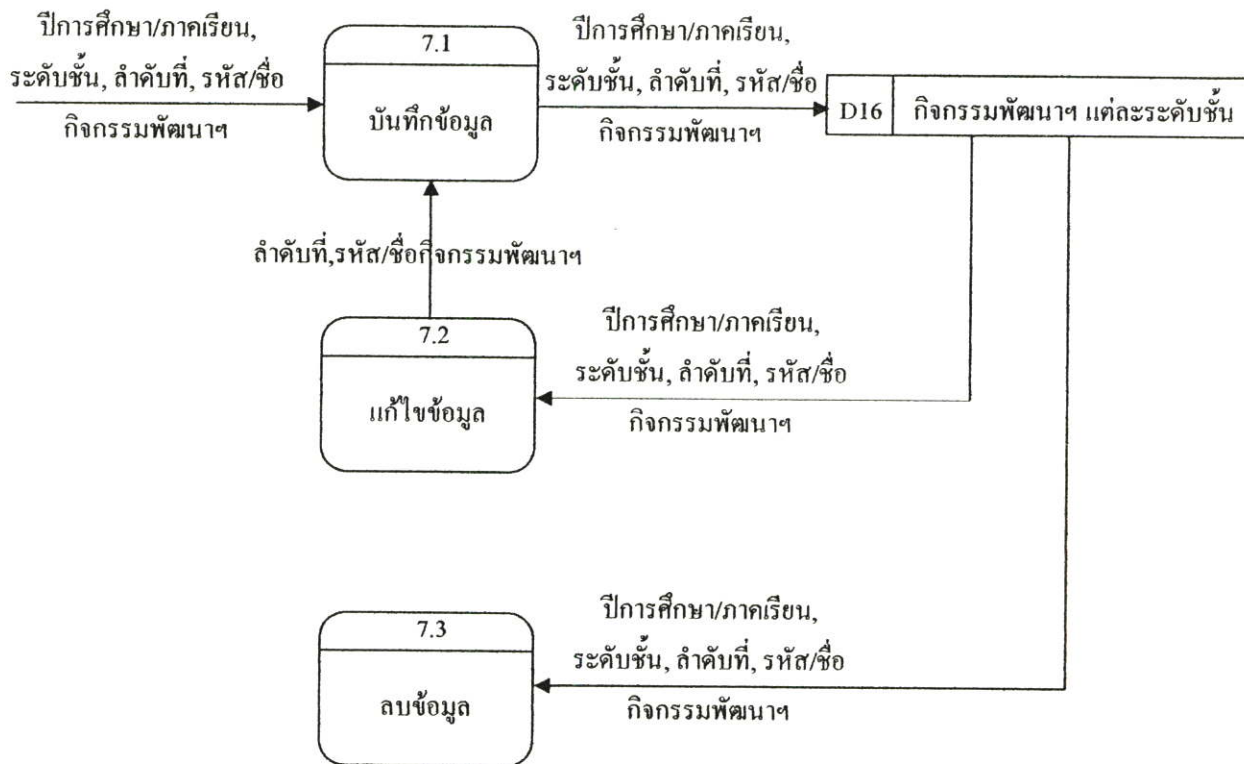 ปีการศึกษา/ภาคเรียน,
ระดับชั้น, ลำดับที่, รหัส/ชื่อ
กิจกรรมพัฒนาฯ
7.1
บันทึกข้อมูล
ปีการศึกษา/ภาคเรียน,
ระดับชั้น, ลำดับที่, รหัส/ชื่อ
กิจกรรมพัฒนาฯ
D16
กิจกรรมพัฒนาฯ แต่ละระดับชั้น
ลำดับที่,รหัส/ชื่อกิจกรรมพัฒนาฯ
7.2
แก้ไขข้อมูล
ปีการศึกษา/ภาคเรียน,
ระดับชั้น, ลำดับที่, รหัส/ชื่อ
กิจกรรมพัฒนาฯ
7.3
ลบข้อมูล
ปีการศึกษา/ภาคเรียน,
ระดับชั้น, ลำดับที่, รหัส/ชื่อ
กิจกรรมพัฒนาฯ